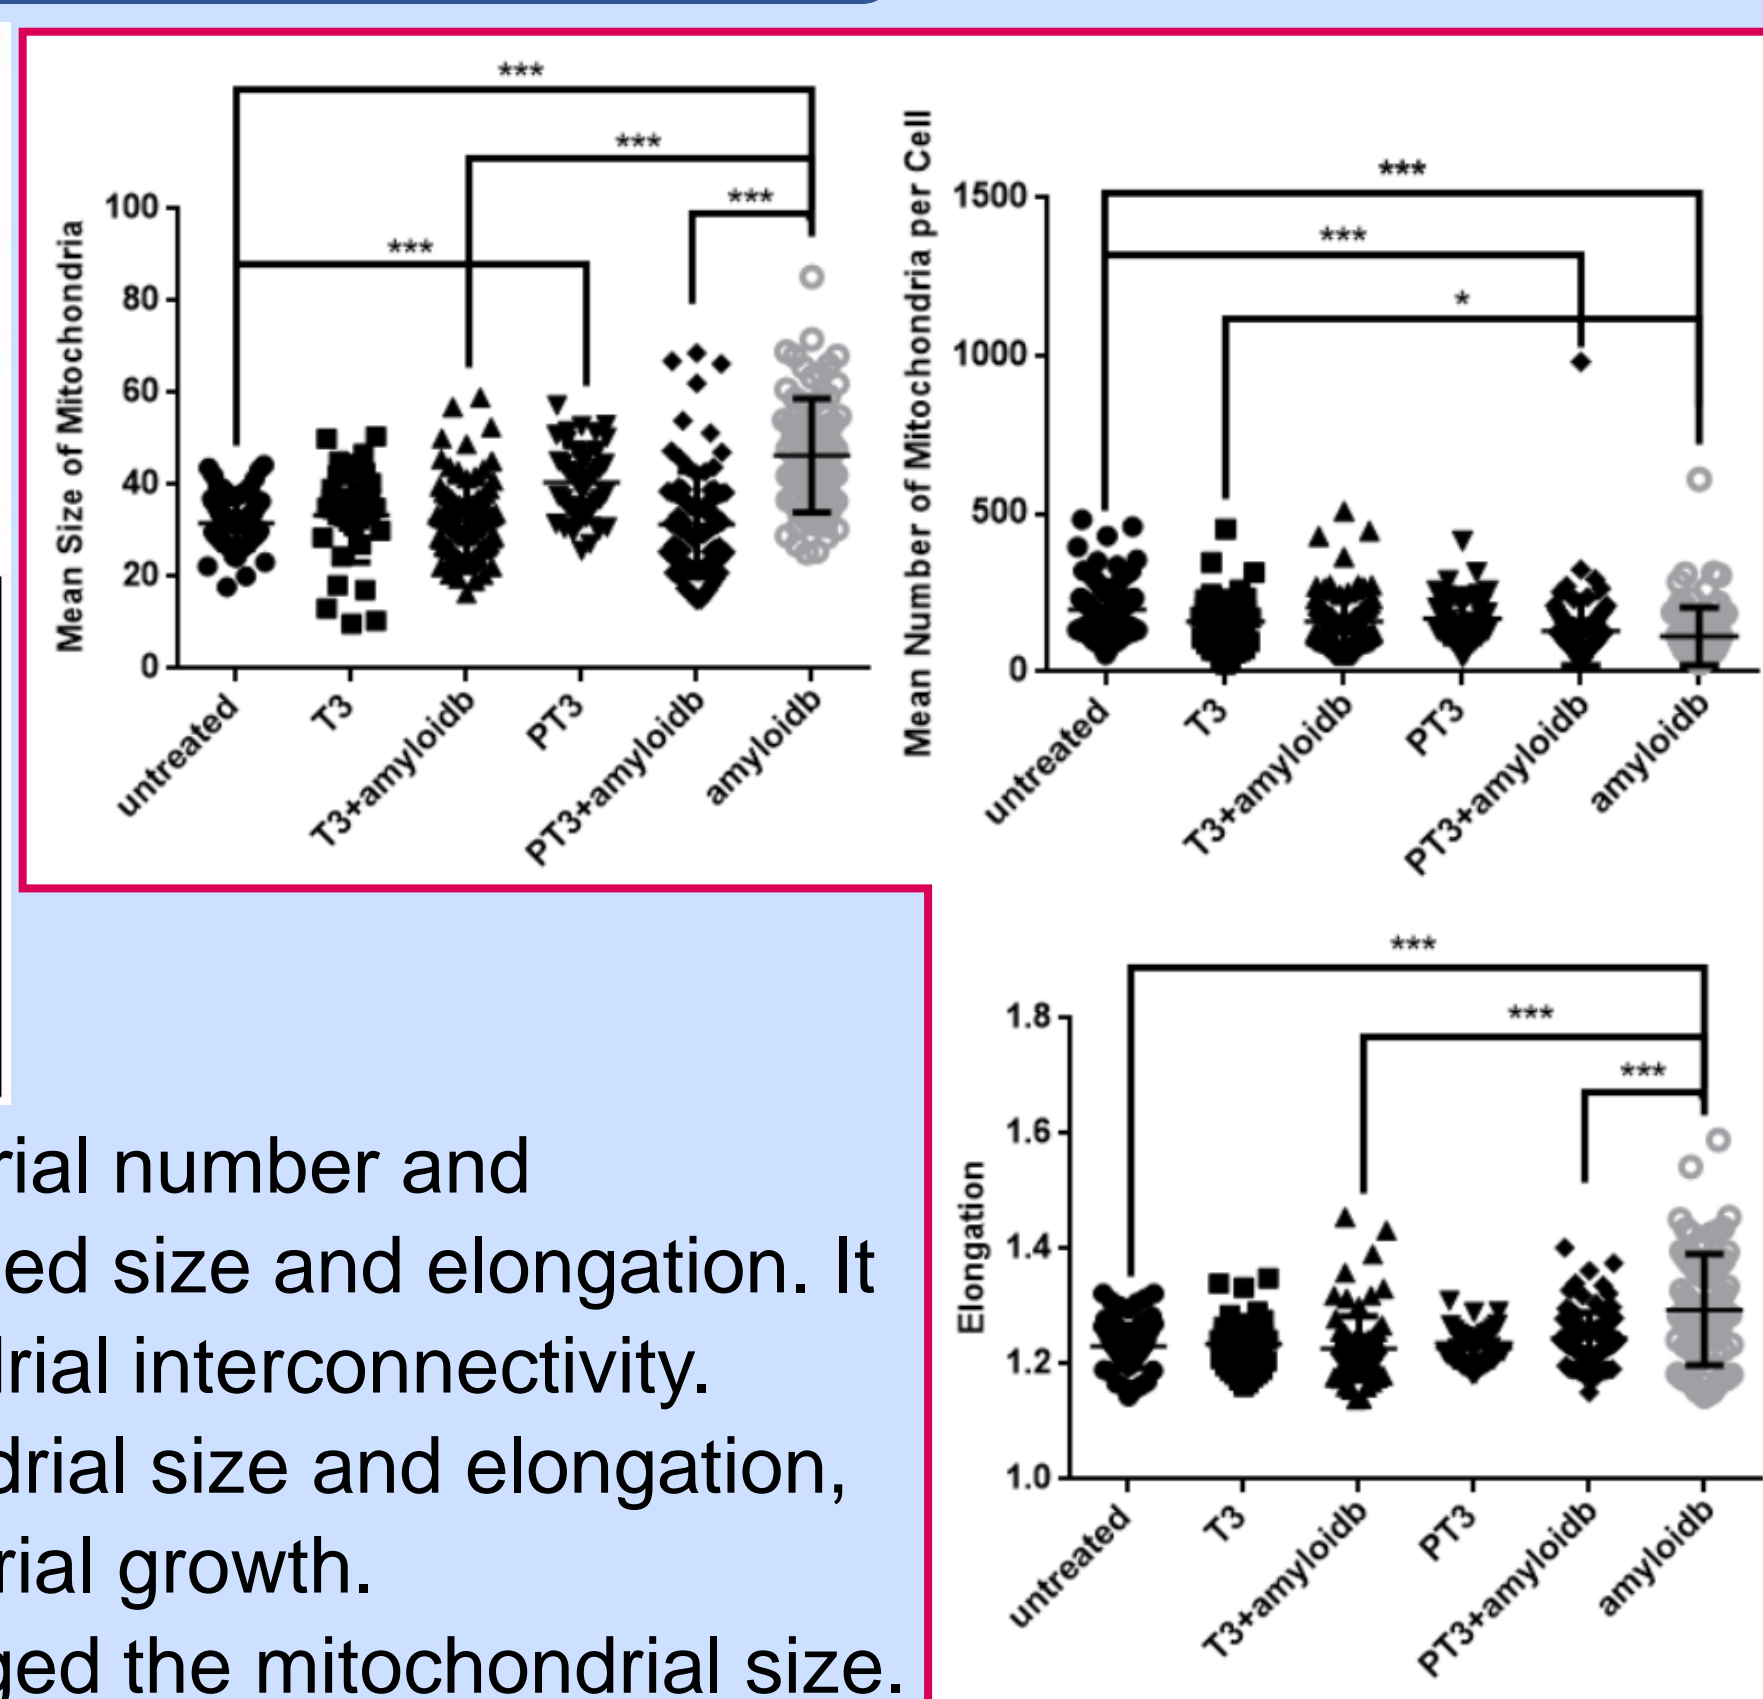 ***
***
***
***
Mean Size of Mitochondria
100
80
60
40
20
0
untreated
T3
T3+amyloidb
PT3
PT3+amyloidb
amyloidb
***
***
*
Mean Number of Mitochondria per Cell
1500
1000
500
0
untreated
T3
T3+amyloidb
PT3
PT3+amyloidb
amyloidb
***
***
***
Elongation
1.8
1.6
1.4
1.2
1.0
untreated
T3
T3+amyloidb
PT3
PT3+amyloidb
amyloidb
rial number and
ed size and elongation. It
drial interconnectivity.
drial size and elongation,
rial growth.
ged the mitochondrial size.